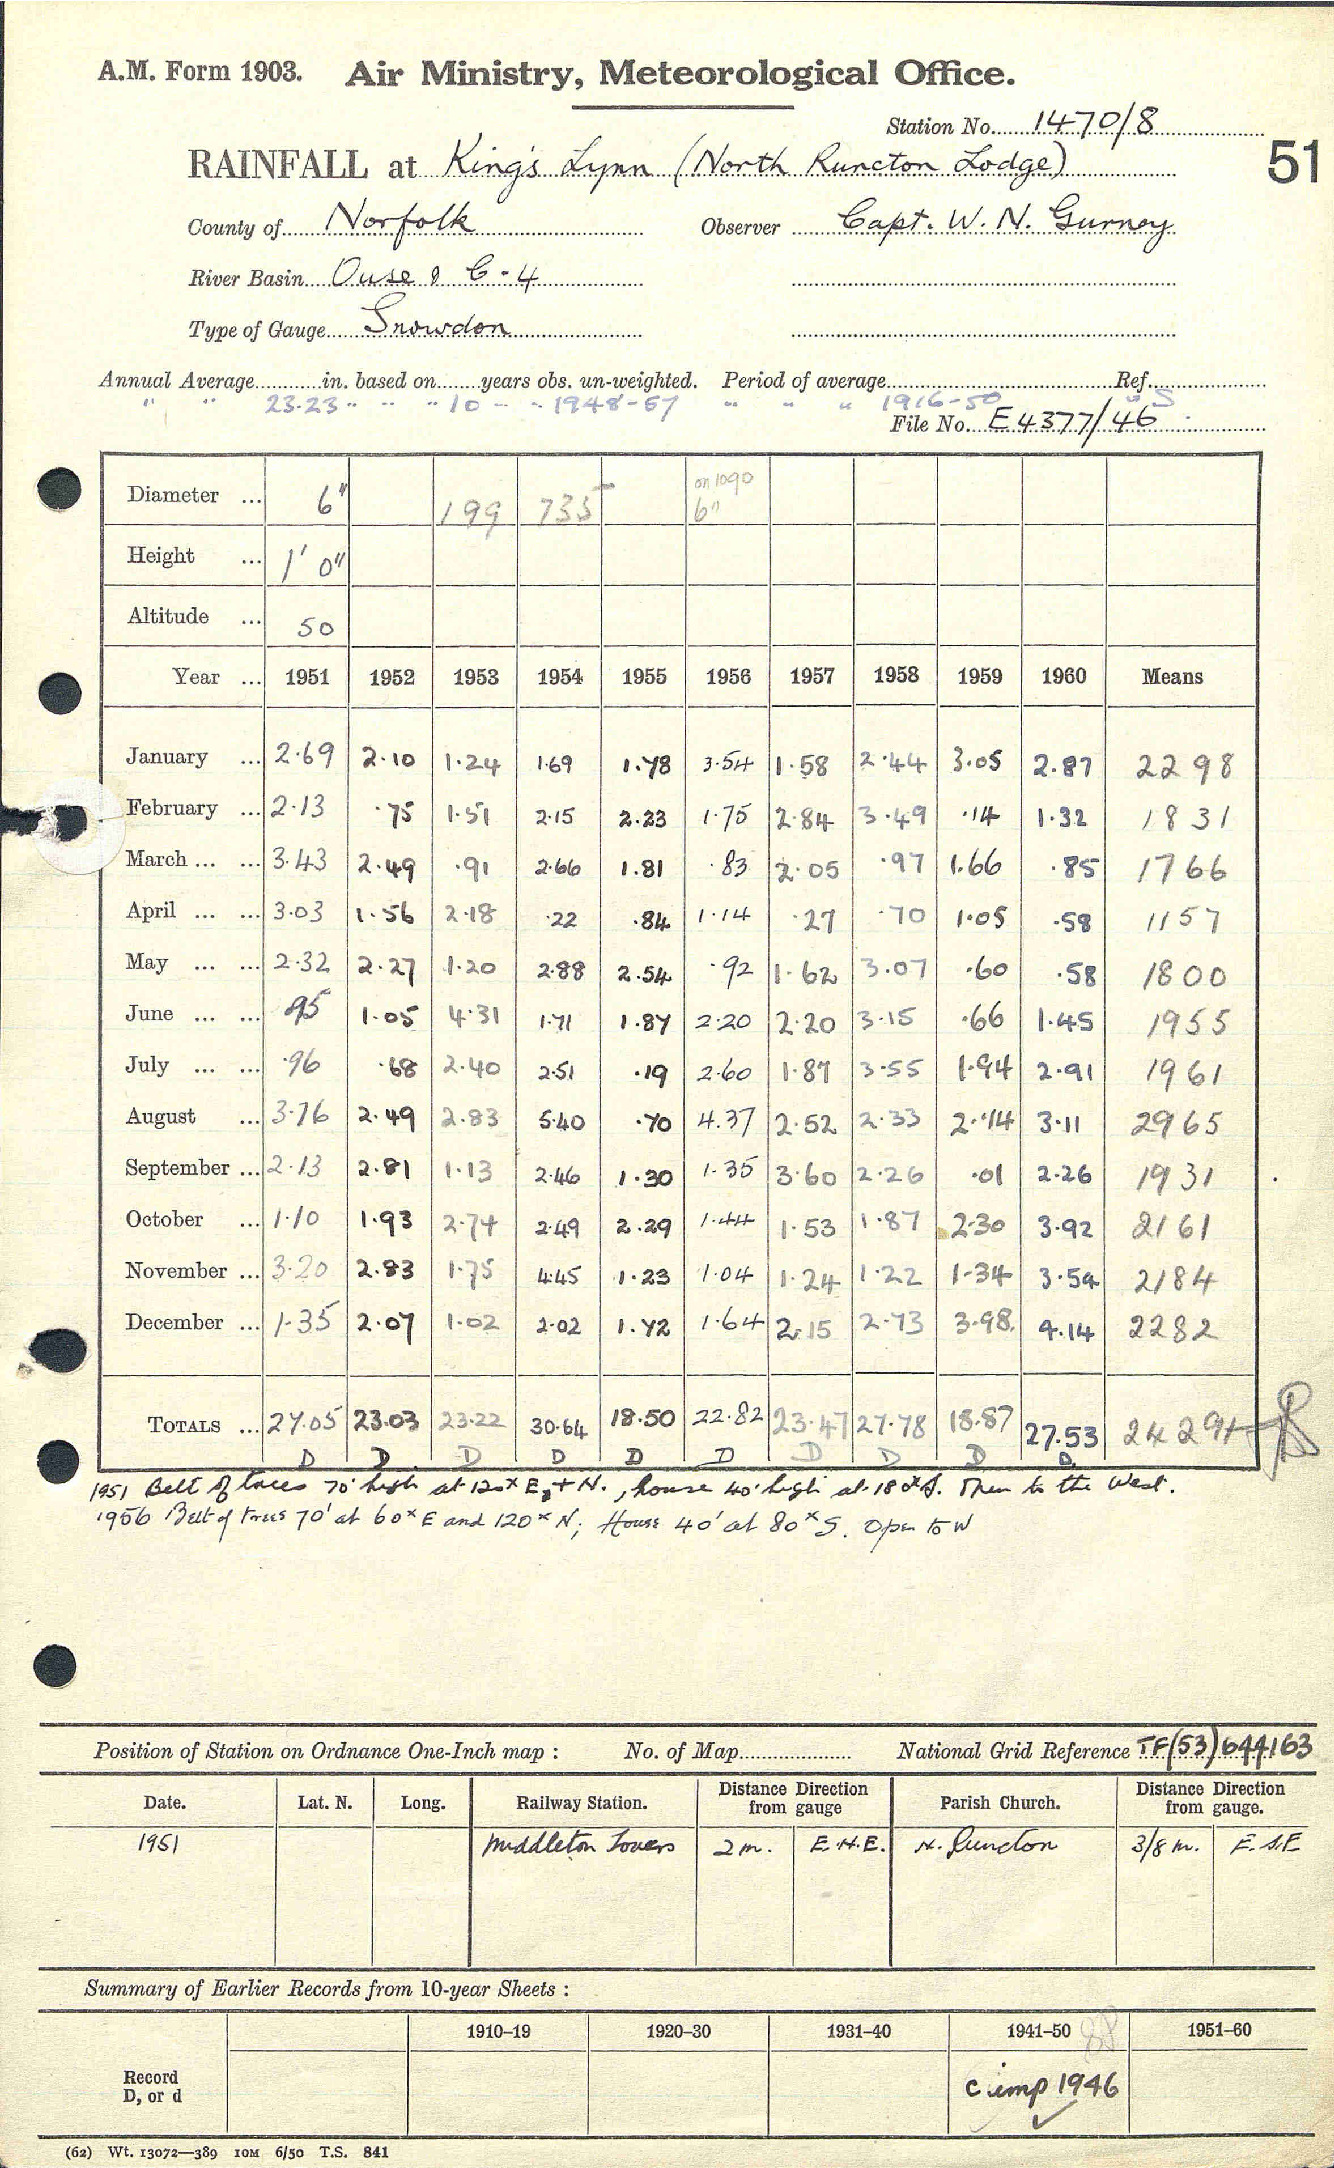 A.M. Form 1903. Air Ministry, Meteorological Office.
Station No. 1470/8
RAINFALL at King's Lynn (North Runcton Lodge)
51
County of Norfolk Observer Capt. W. N. Gurney
River Basin Ouse & C-4
Type of Gauge Snowdon
Annual Average in. based on years obs. un-weighted. Period of average Ref.
" " 23.23 " " " 10 " " 1948-57 " " " 1916-50 " S.
File No. E4377/46
Diameter ... 6" 199 735 on 1090 6"
Height ... 1' 0"
Altitude ... 50
Year ... 1951 1952 1953 1954 1955 1956 1957 1958 1959 1960 Means
January ... 2.69 2.10 1.24 1.69 1.78 3.54 1.58 2.44 3.05 2.87 2298
February ... 2.13 .75 1.51 2.15 2.23 1.75 2.84 3.49 .14 1.32 1831
March ... ... 3.43 2.49 .91 2.66 1.81 .83 2.05 .97 1.66 .85 1766
April ... ... 3.03 1.56 2.18 .22 .84 1.14 .27 .70 1.05 .58 1157
May ... ... 2.32 2.27 1.20 2.88 2.54 .92 1.62 3.07 .60 .58 1800
June ... ... .95 1.05 4.31 1.71 1.87 2.20 2.20 3.15 .66 1.45 1955
July ... ... .96 .68 2.40 2.51 .19 2.60 1.87 3.55 1.94 2.91 1961
August ... 3.76 2.49 2.83 5.40 .70 4.37 2.52 2.33 2.14 3.11 2965
September ... 2.13 2.81 1.13 2.46 1.30 1.35 3.60 2.26 .01 2.26 1931
October ... 1.10 1.93 2.74 2.49 2.29 1.44 1.53 1.87 2.30 3.92 2161
November ... 3.20 2.83 1.75 4.45 1.23 1.04 1.24 1.22 1.34 3.54 2184
December ... 1.35 2.07 1.02 2.02 1.72 1.64 2.15 2.73 3.98 4.14 2282
TOTALS ... 27.05 23.03 23.22 30.64 18.50 22.82 23.47 27.78 18.87 27.53 24291
D D D D D D D D D D
1951 Belt of trees 70' high at 120x E, + N., house 40' high at 180x S. Open to the West.
1956 Belt of trees 70' at 60x E and 120x N; House 40' at 80x S. Open to W
Position of Station on Ordnance One-Inch map : No. of Map National Grid Reference TF(53)644163
Date. Lat. N. Long. Railway Station. Distance Direction from gauge Parish Church. Distance Direction from gauge.
1951 Middleton Towers 2 m. E.N.E. N. Runcton 3/8 m. E.S.E
Summary of Earlier Records from 10-year Sheets :
1910–19 1920–30 1931–40 1941–50 1951–60
Record
D, or d
c imp 1946
(62) Wt. 13072—389 10M 6/50 T.S. 841